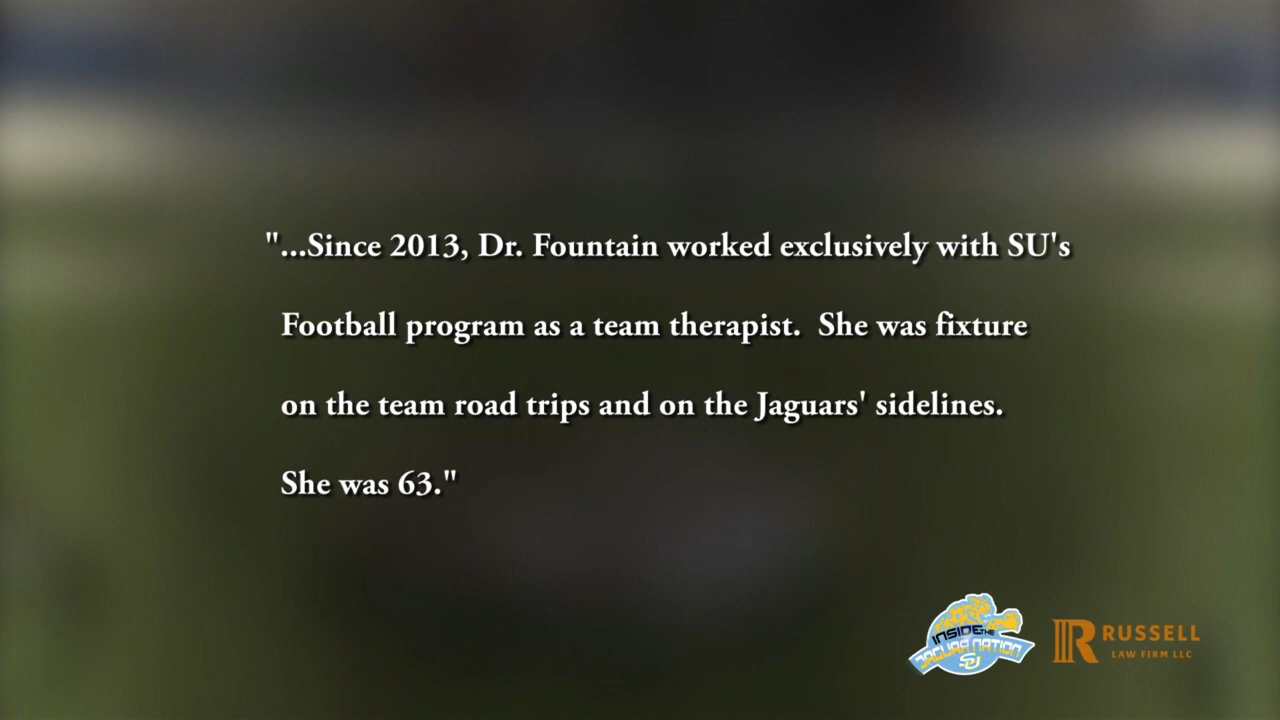 "...Since 2013, Dr. Fountain worked exclusively with SU's
Football program as a team therapist.  She was fixture
on the team road trips and on the Jaguars' sidelines.
She was 63."
INSIDE THE
JAGUAR NATION
SU
R RUSSELL
LAW FIRM LLC